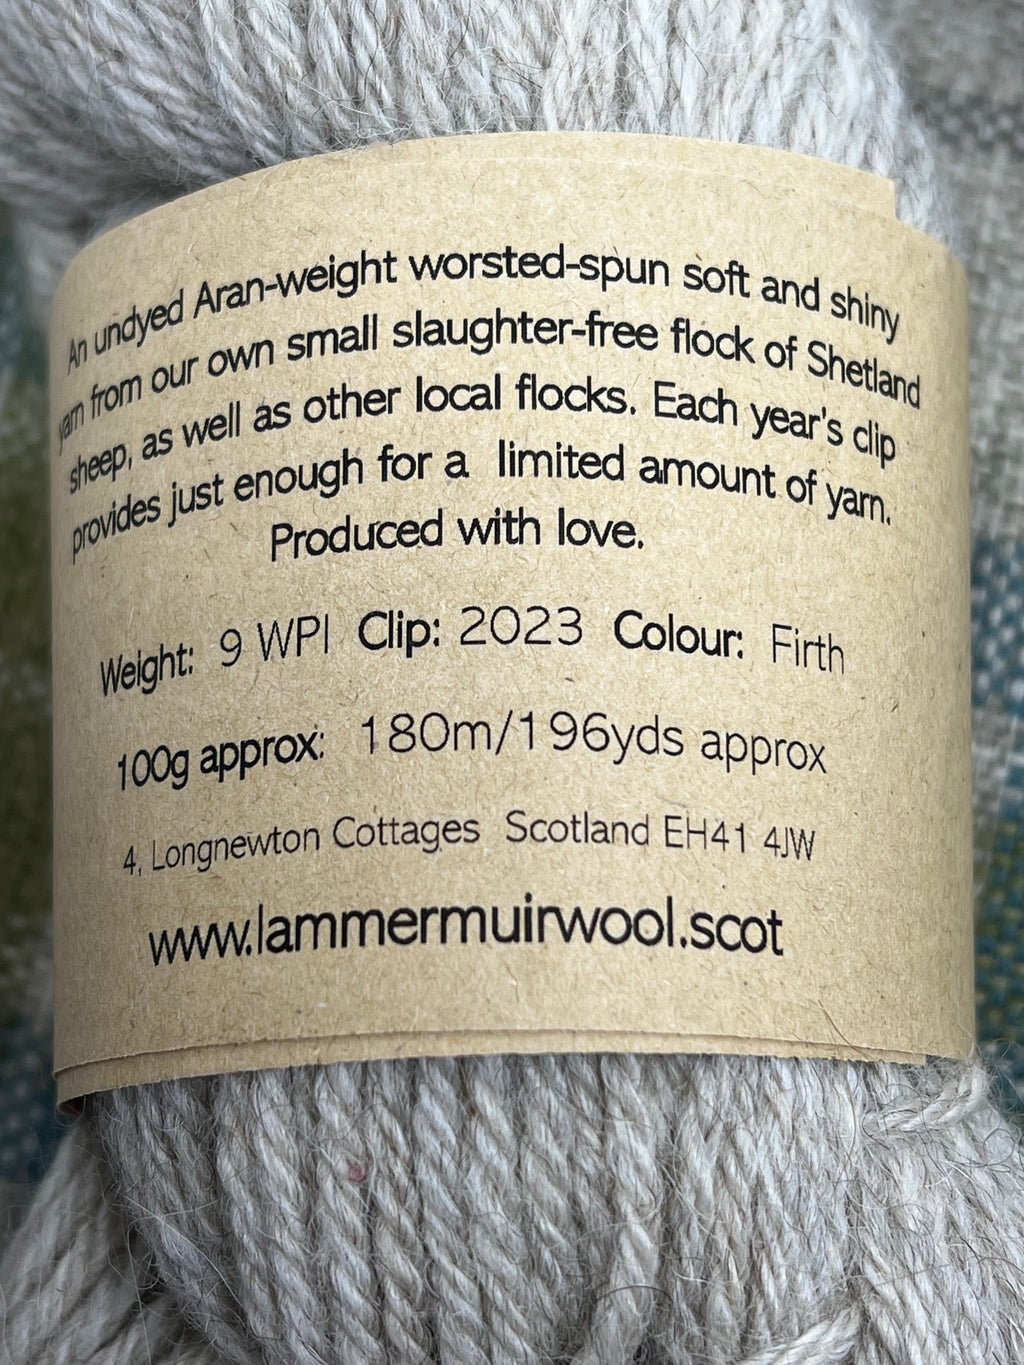 An undyed Aran-weight worsted-spun soft and shiny
yarn from our own small slaughter-free flock of Shetland
sheep, as well as other local flocks. Each year's clip
provides just enough for a limited amount of yarn.
Produced with love.
Weight: 9 WPI Clip: 2023 Colour: Firth
100g approx: 180m/196yds approx
4, Longnewton Cottages Scotland EH41 4JW
www.lammermuirwool.scot